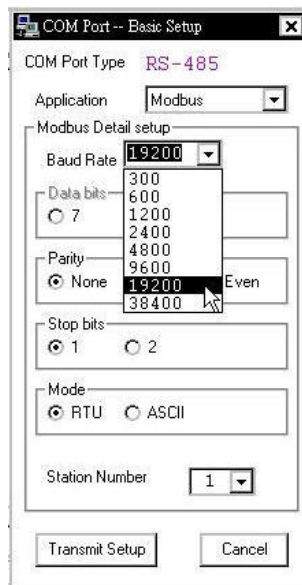 COM Port -- Basic Setup
COM Port Type RS-485
Application Modbus
Modbus Detail setup
Baud Rate 19200
300
600
1200
2400
4800
9600
19200
38400
Data bits
7
Parity
None Even
Stop bits
1 2
Mode
RTU ASCII
Station Number 1
Transmit Setup Cancel